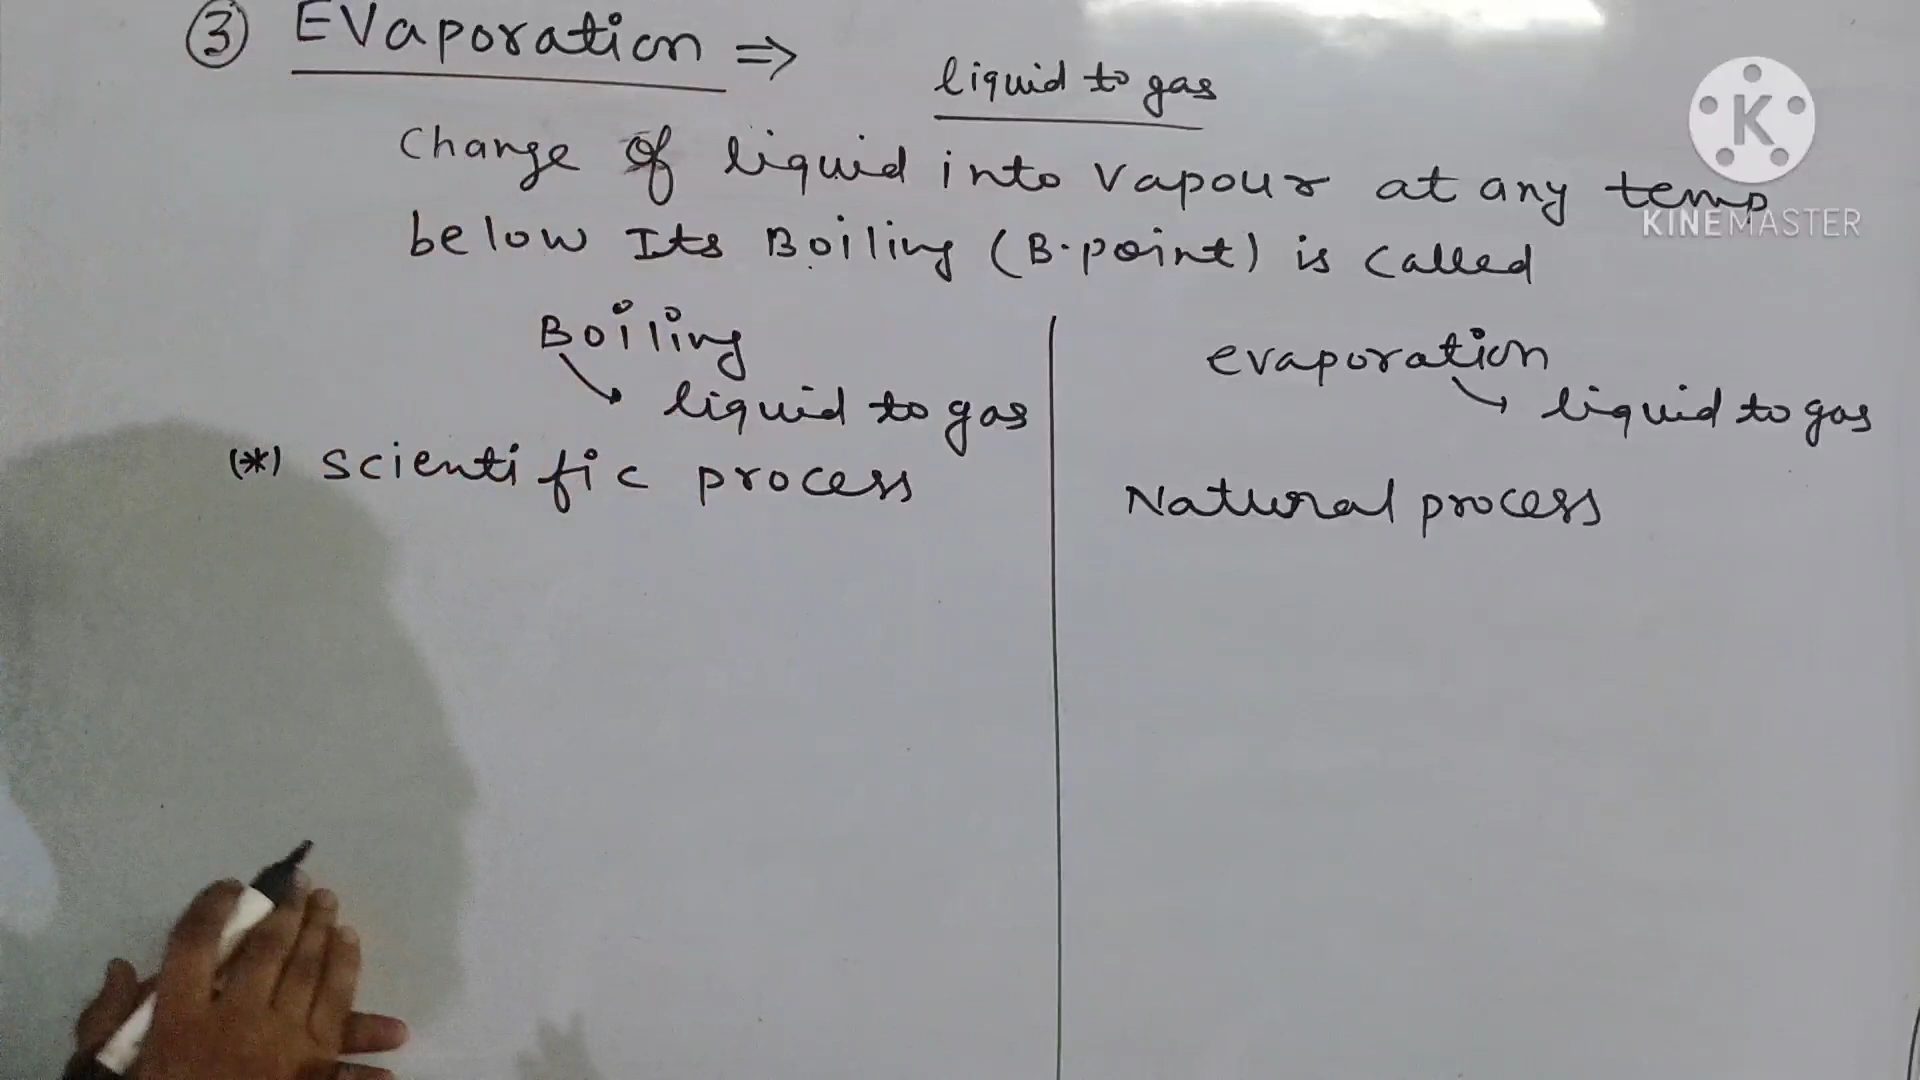 ③ Evaporation ⇒
liquid to gas
Change of liquid into vapour at any temp
below Its Boiling (B.point) is called
Boiling
→ liquid to gas
(*) scientific process
evaporation
→ liquid to gas
Natural process
K
KINEMASTER